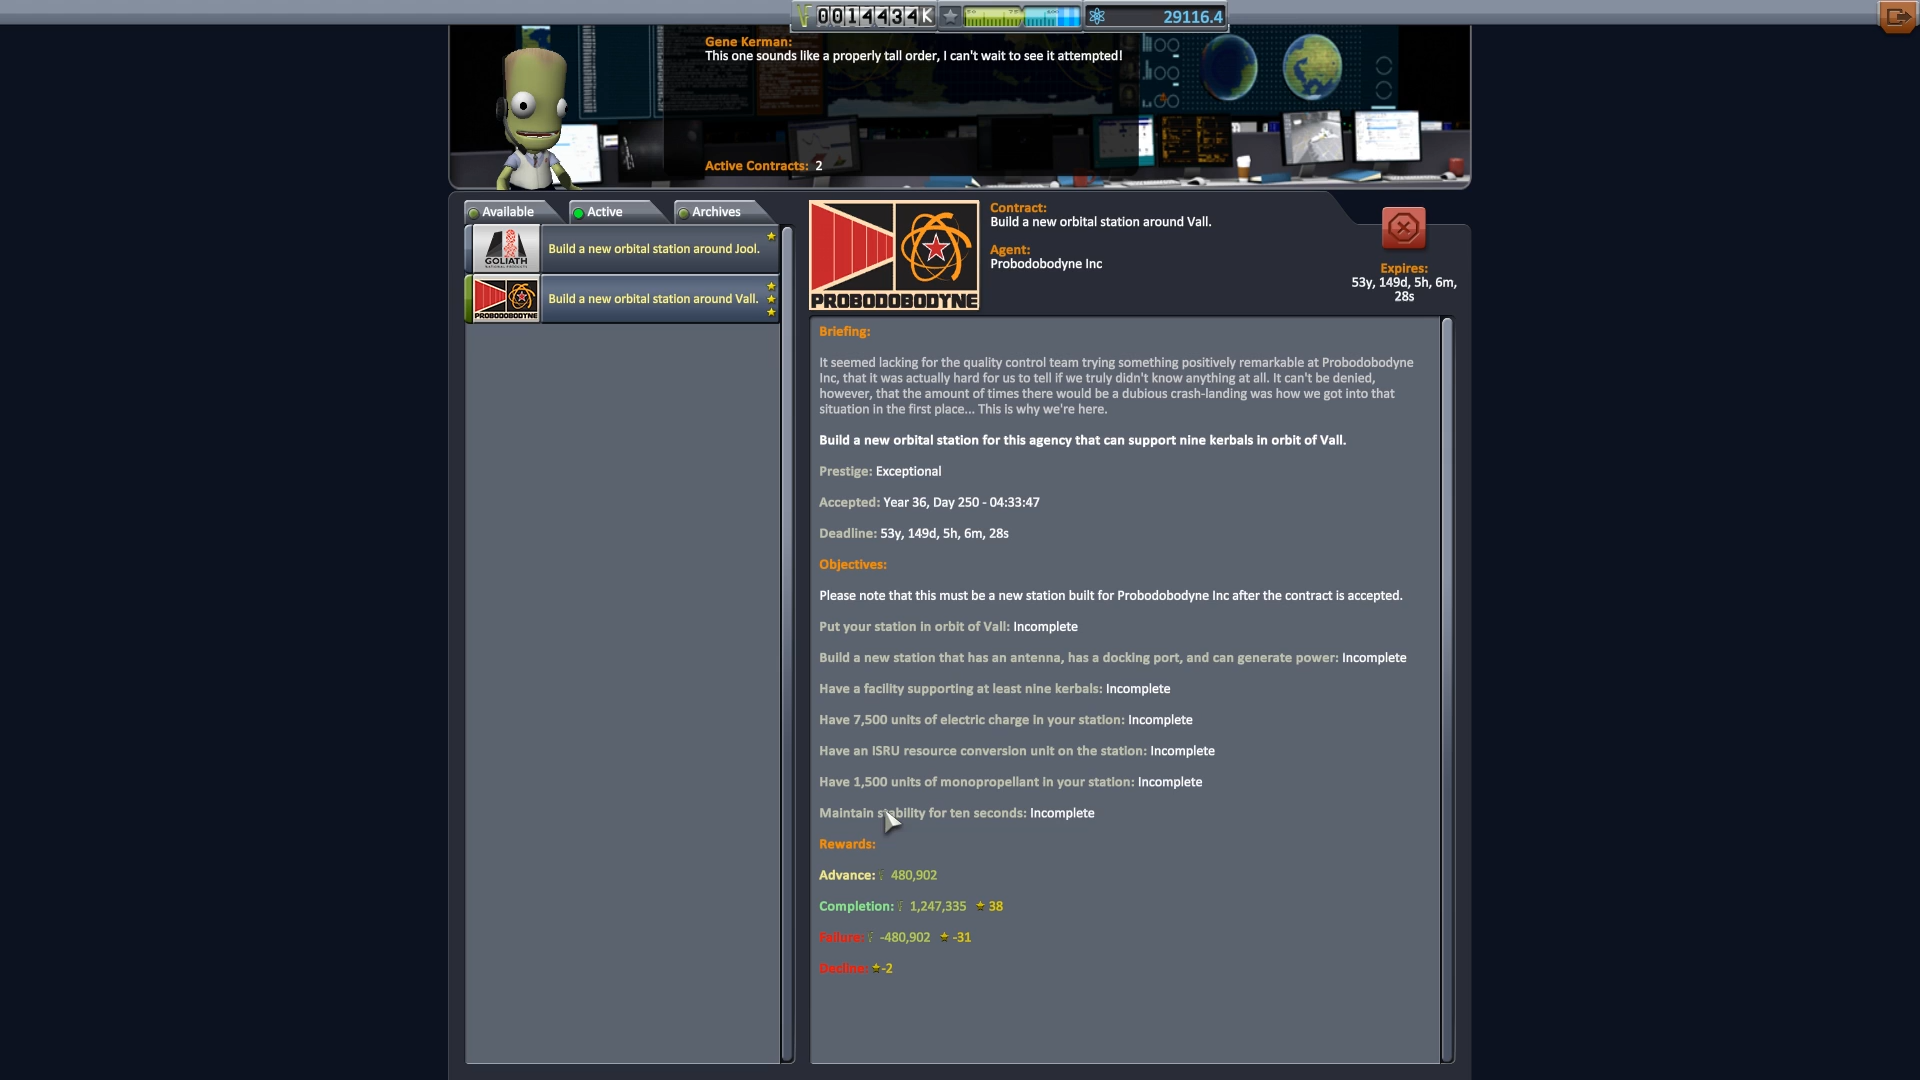 0014434K
29116.4
Gene Kerman:
This one sounds like a properly tall order, I can't wait to see it attempted!
Active Contracts: 2
Available
Active
Archives
GOLIATH
Build a new orbital station around Jool.
PROBODOBODYNE
Build a new orbital station around Vall.
PROBODOBODYNE
Contract:
Build a new orbital station around Vall.
Agent:
Probodobodyne Inc
Expires:
53y, 149d, 5h, 6m,
28s
Briefing:
It seemed lacking for the quality control team trying something positively remarkable at Probodobodyne
Inc, that it was actually hard for us to tell if we truly didn't know anything at all. It can't be denied,
however, that the amount of times there would be a dubious crash-landing was how we got into that
situation in the first place... This is why we're here.
Build a new orbital station for this agency that can support nine kerbals in orbit of Vall.
Prestige: Exceptional
Accepted: Year 36, Day 250 - 04:33:47
Deadline: 53y, 149d, 5h, 6m, 28s
Objectives:
Please note that this must be a new station built for Probodobodyne Inc after the contract is accepted.
Put your station in orbit of Vall: Incomplete
Build a new station that has an antenna, has a docking port, and can generate power: Incomplete
Have a facility supporting at least nine kerbals: Incomplete
Have 7,500 units of electric charge in your station: Incomplete
Have an ISRU resource conversion unit on the station: Incomplete
Have 1,500 units of monopropellant in your station: Incomplete
Maintain stability for ten seconds: Incomplete
Rewards:
Advance: 480,902
Completion: 1,247,335 38
Failure: -480,902 -31
Decline: -2